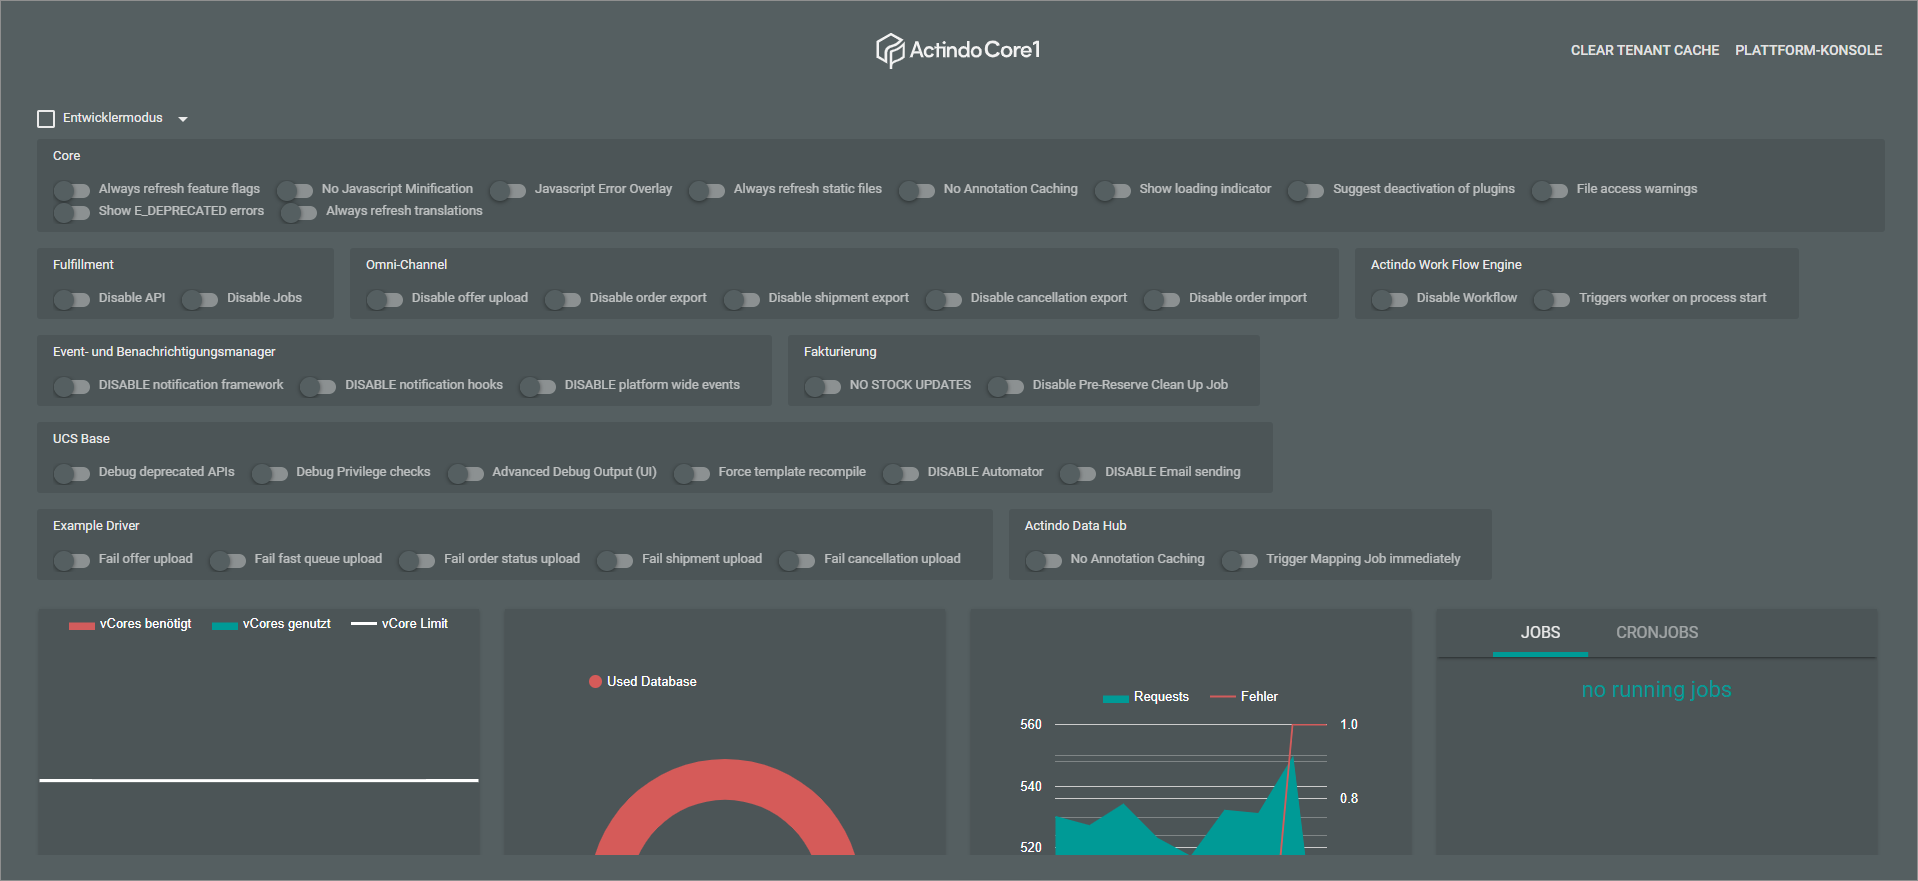 Actindo Core1
CLEAR TENANT CACHE PLATTFORM-KONSOLE
Entwicklermodus
Core
Always refresh feature flags No Javascript Minification Javascript Error Overlay Always refresh static files No Annotation Caching Show loading indicator Suggest deactivation of plugins File access warnings
Show E_DEPRECATED errors Always refresh translations
Fulfillment
Disable API Disable Jobs
Omni-Channel
Disable offer upload Disable order export Disable shipment export Disable cancellation export Disable order import
Actindo Work Flow Engine
Disable Workflow Triggers worker on process start
Event- und Benachrichtigungsmanager
DISABLE notification framework DISABLE notification hooks DISABLE platform wide events
Fakturierung
NO STOCK UPDATES Disable Pre-Reserve Clean Up Job
UCS Base
Debug deprecated APIs Debug Privilege checks Advanced Debug Output (UI) Force template recompile DISABLE Automator DISABLE Email sending
Example Driver
Fail offer upload Fail fast queue upload Fail order status upload Fail shipment upload Fail cancellation upload
Actindo Data Hub
No Annotation Caching Trigger Mapping Job immediately
vCores benötigt vCores genutzt vCore Limit
Used Database
Requests Fehler
560 1.0
540 0.8
520
JOBS CRONJOBS
no running jobs